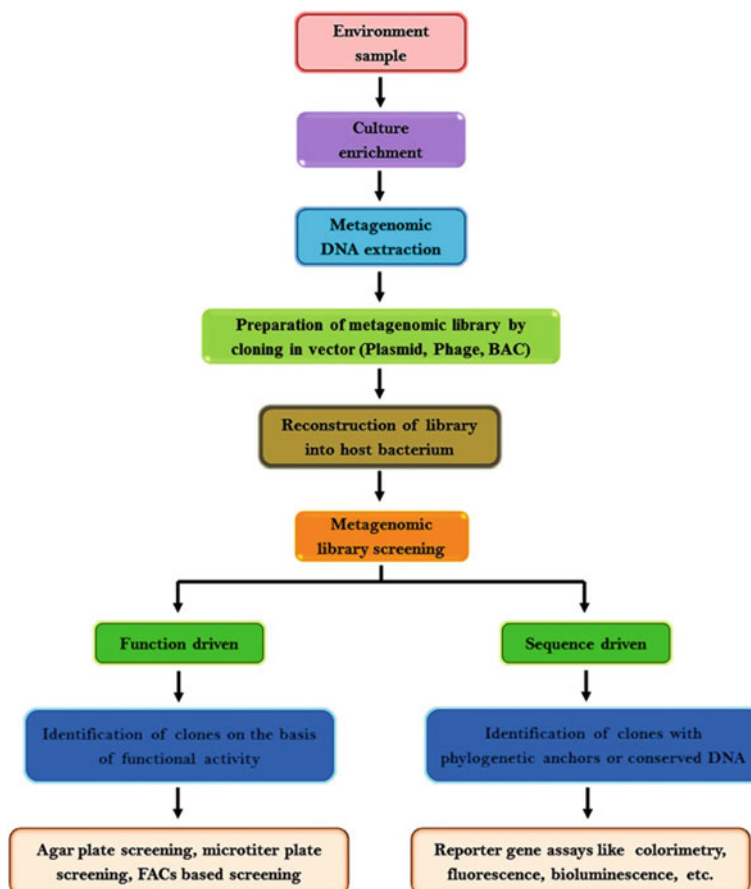 Environment
sample
Culture
enrichment
Metagenomic
DNA extraction
Preparation of metagenomic library by
cloning in vector (Plasmid, Phage, BAC)
Reconstruction of library
into host bacterium
Metagenomic
library screening
Function driven
Sequence driven
Identification of clones on the basis
of functional activity
Identification of clones with
phylogenetic anchors or conserved DNA
Agar plate screening, microtiter plate
screening, FACs based screening
Reporter gene assays like colorimetry,
fluorescence, bioluminescence, etc.